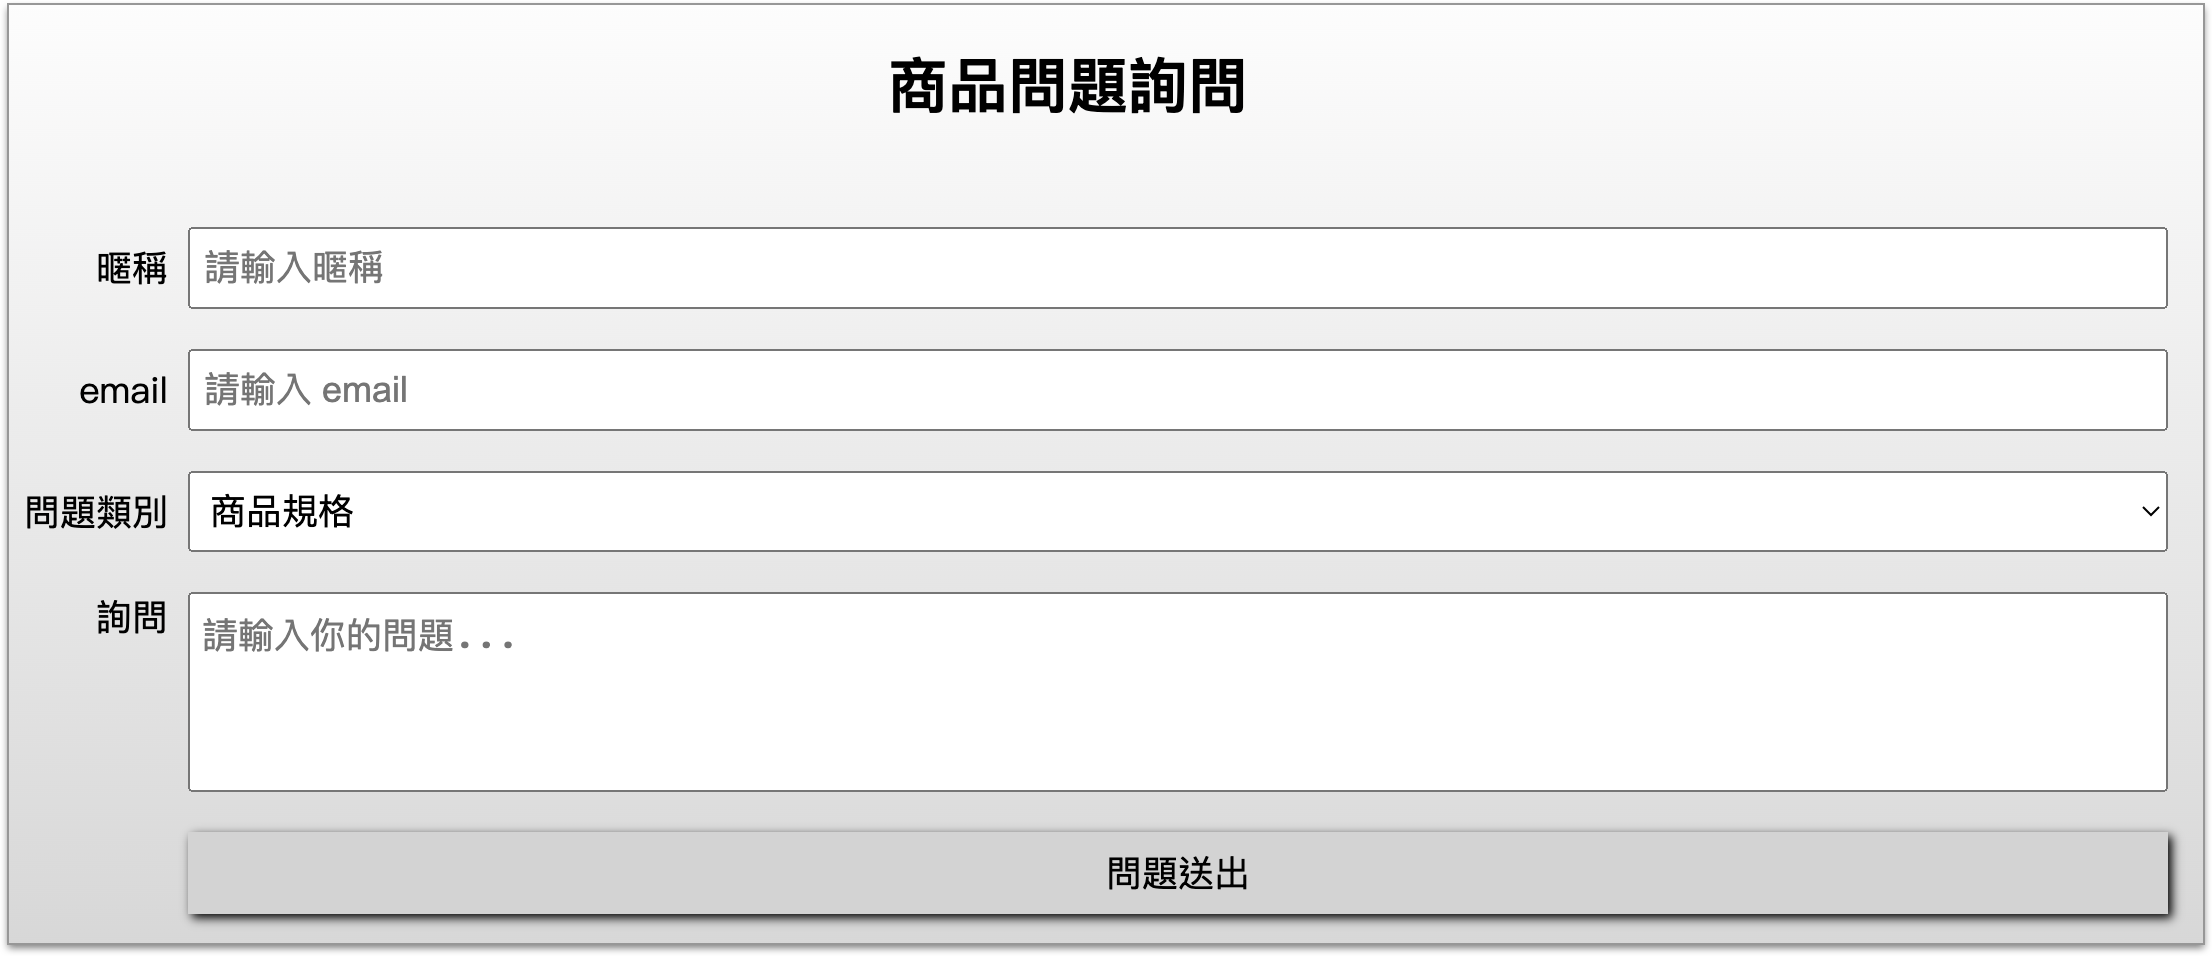 商品問題詢問
暱稱 請輸入暱稱
email 請輸入 email
問題類別 商品規格
詢問 請輸入你的問題...
問題送出